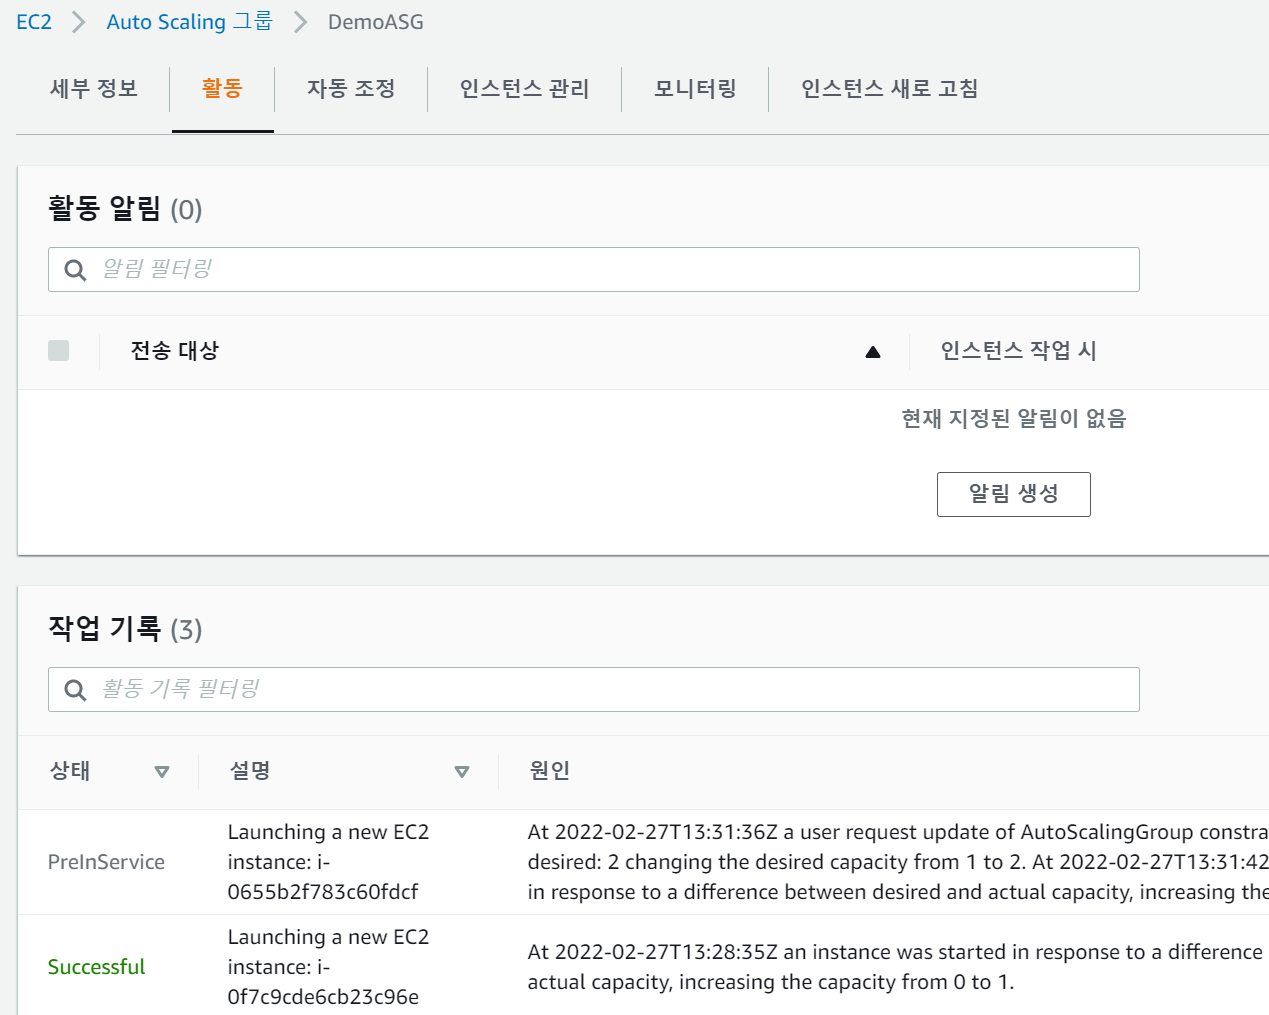 EC2 > Auto Scaling 그룹 > DemoASG
세부 정보 활동 자동 조정 인스턴스 관리 모니터링 인스턴스 새로 고침
활동 알림 (0)
알림 필터링
전송 대상 ▲ 인스턴스 작업 시
현재 지정된 알림이 없음
알림 생성
작업 기록 (3)
활동 기록 필터링
상태 ▽ 설명 ▽ 원인
PreInService
Launching a new EC2
instance: i-
0655b2f783c60fdcf
At 2022-02-27T13:31:36Z a user request update of AutoScalingGroup constra
desired: 2 changing the desired capacity from 1 to 2. At 2022-02-27T13:31:42
in response to a difference between desired and actual capacity, increasing the
Successful
Launching a new EC2
instance: i-
0f7c9cde6cb23c96e
At 2022-02-27T13:28:35Z an instance was started in response to a difference
actual capacity, increasing the capacity from 0 to 1.